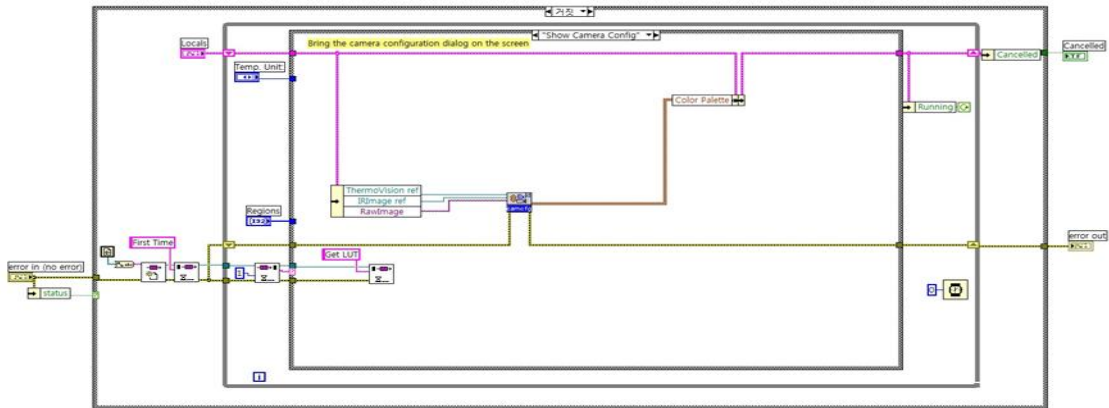 거짓
"Show Camera Config"
Bring the camera configuration dialog on the screen
Locals
Temp. Unit:
Cancelled
Cancelled
Color Palette
Running
ThermoVision ref
IRImage ref
RawImage
Regions
First Time
Get LUT
error in (no error)
status
error out
1
0
i